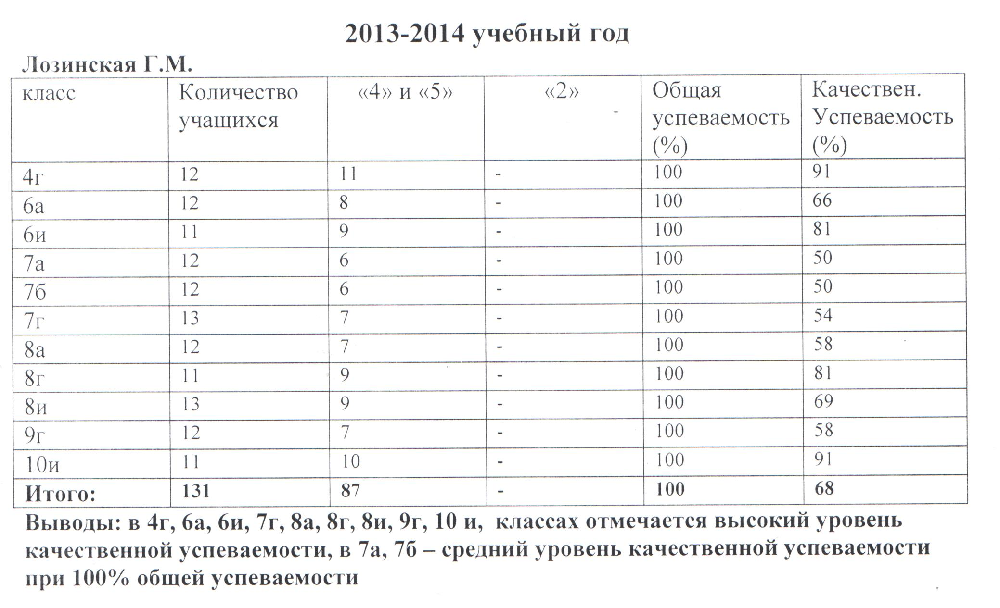 2013-2014 учебный год
Лозинская Г.М.
класс Количество учащихся «4» и «5» «2» Общая успеваемость (%) Качествен. Успеваемость (%)
4г 12 11 - 100 91
6а 12 8 - 100 66
6и 11 9 - 100 81
7а 12 6 - 100 50
7б 12 6 - 100 50
7г 13 7 - 100 54
8а 12 7 - 100 58
8г 11 9 - 100 81
8и 13 9 - 100 69
9г 12 7 - 100 58
10и 11 10 - 100 91
Итого: 131 87 - 100 68
Выводы: в 4г, 6а, 6и, 7г, 8а, 8г, 8и, 9г, 10 и, классах отмечается высокий уровень
качественной успеваемости, в 7а, 7б – средний уровень качественной успеваемости
при 100% общей успеваемости